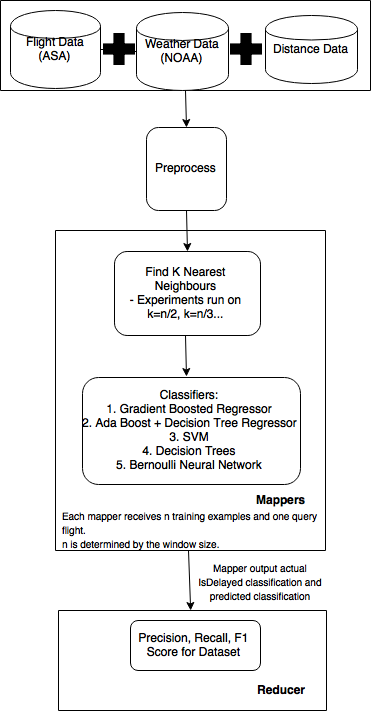 Flight Data
(ASA)
Weather Data
(NOAA)
Distance Data
Preprocess
Find K Nearest
Neighbours
- Experiments run on
k=n/2, k=n/3...
Classifiers:
1. Gradient Boosted Regressor
2. Ada Boost + Decision Tree Regressor
3. SVM
4. Decision Trees
5. Bernoulli Neural Network
Mappers
Each mapper receives n training examples and one query
flight.
n is determined by the window size.
Mapper output actual
IsDelayed classification and
predicted classification
Precision, Recall, F1
Score for Dataset
Reducer